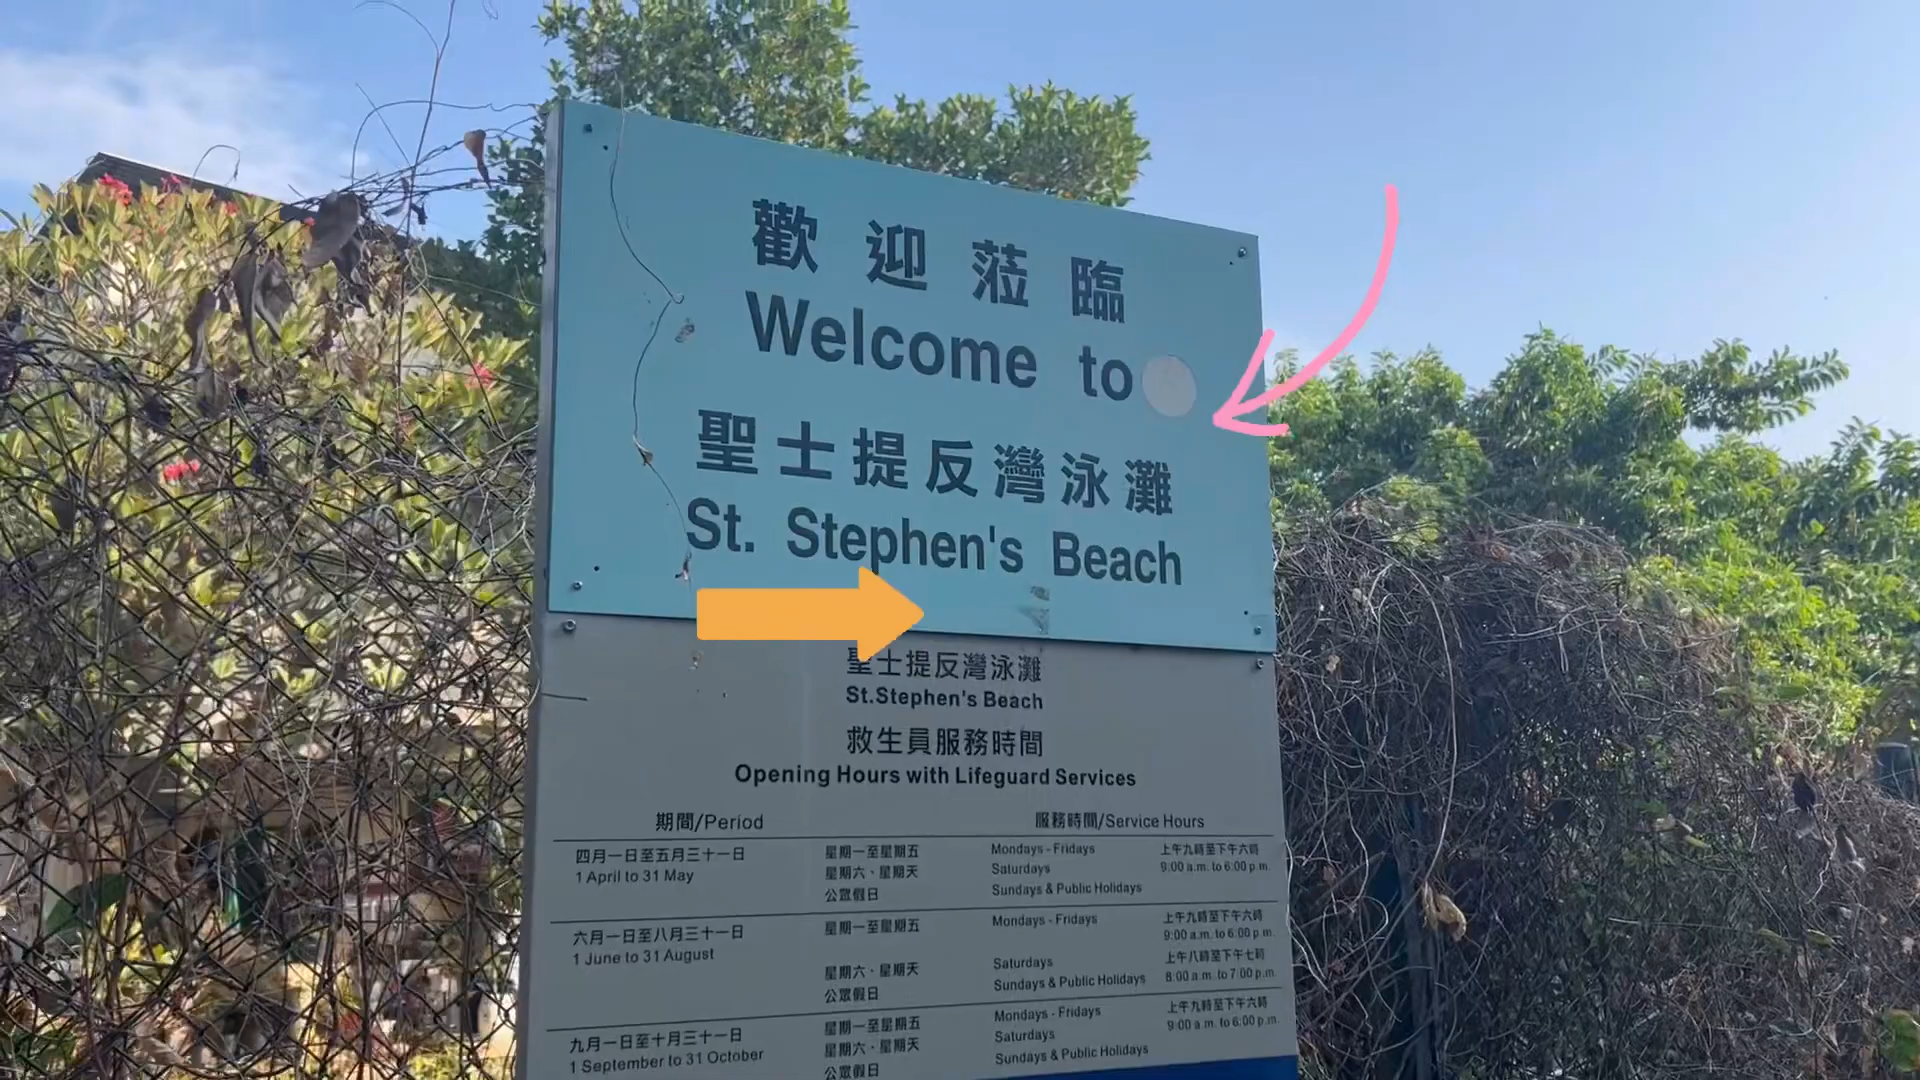 歡迎蒞臨
Welcome to
聖士提反灣泳灘
St. Stephen's Beach
聖士提反灣泳灘
St.Stephen's Beach
救生員服務時間
Opening Hours with Lifeguard Services
期間/Period 服務時間/Service Hours
四月一日至五月三十一日 星期一至星期五 Mondays - Fridays 上午九時至下午六時
1 April to 31 May 星期六、星期天 Saturdays 9:00 a.m. to 6:00 p.m.
公眾假日 Sundays & Public Holidays
六月一日至八月三十一日 星期一至星期五 Mondays - Fridays 上午九時至下午六時
1 June to 31 August 9:00 a.m. to 6:00 p.m.
星期六、星期天 Saturdays 上午八時至下午七時
公眾假日 Sundays & Public Holidays 8:00 a.m. to 7:00 p.m.
九月一日至十月三十一日 星期一至星期五 Mondays - Fridays 上午九時至下午六時
1 September to 31 October 星期六、星期天 Saturdays 9:00 a.m. to 6:00 p.m.
公眾假日 Sundays & Public Holidays